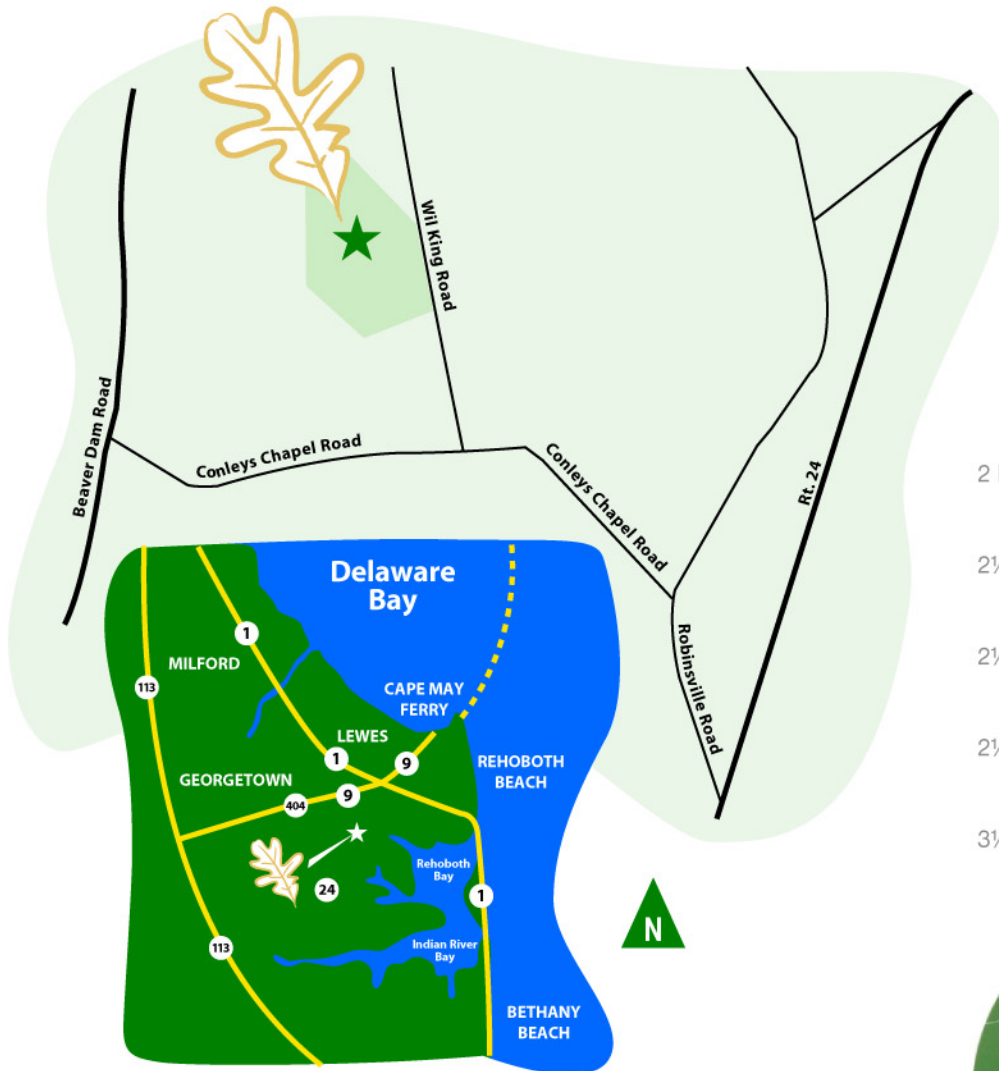 Wil King Road
Beaver Dam Road
Conleys Chapel Road
Conleys Chapel Road
Rt. 24
Robinsville Road
Delaware
Bay
1
MILFORD
113
CAPE MAY
FERRY
LEWES
1
9
REHOBOTH
BEACH
GEORGETOWN
404
9
Rehoboth
Bay
24
1
N
Indian River
Bay
113
BETHANY
BEACH
2
2½
2½
2½
3½